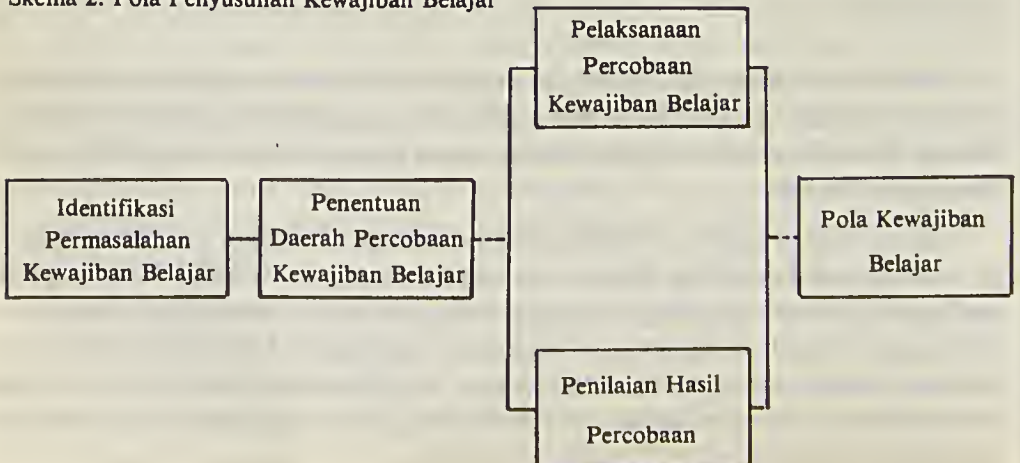 Skema 2. Pola Penyusunan Kewajiban Belajar
Pelaksanaan
Percobaan
Kewajiban Belajar
Identifikasi
Permasalahan
Kewajiban Belajar
Penentuan
Daerah Percobaan
Kewajiban Belajar
Pola Kewajiban
Belajar
Penilaian Hasil
Percobaan